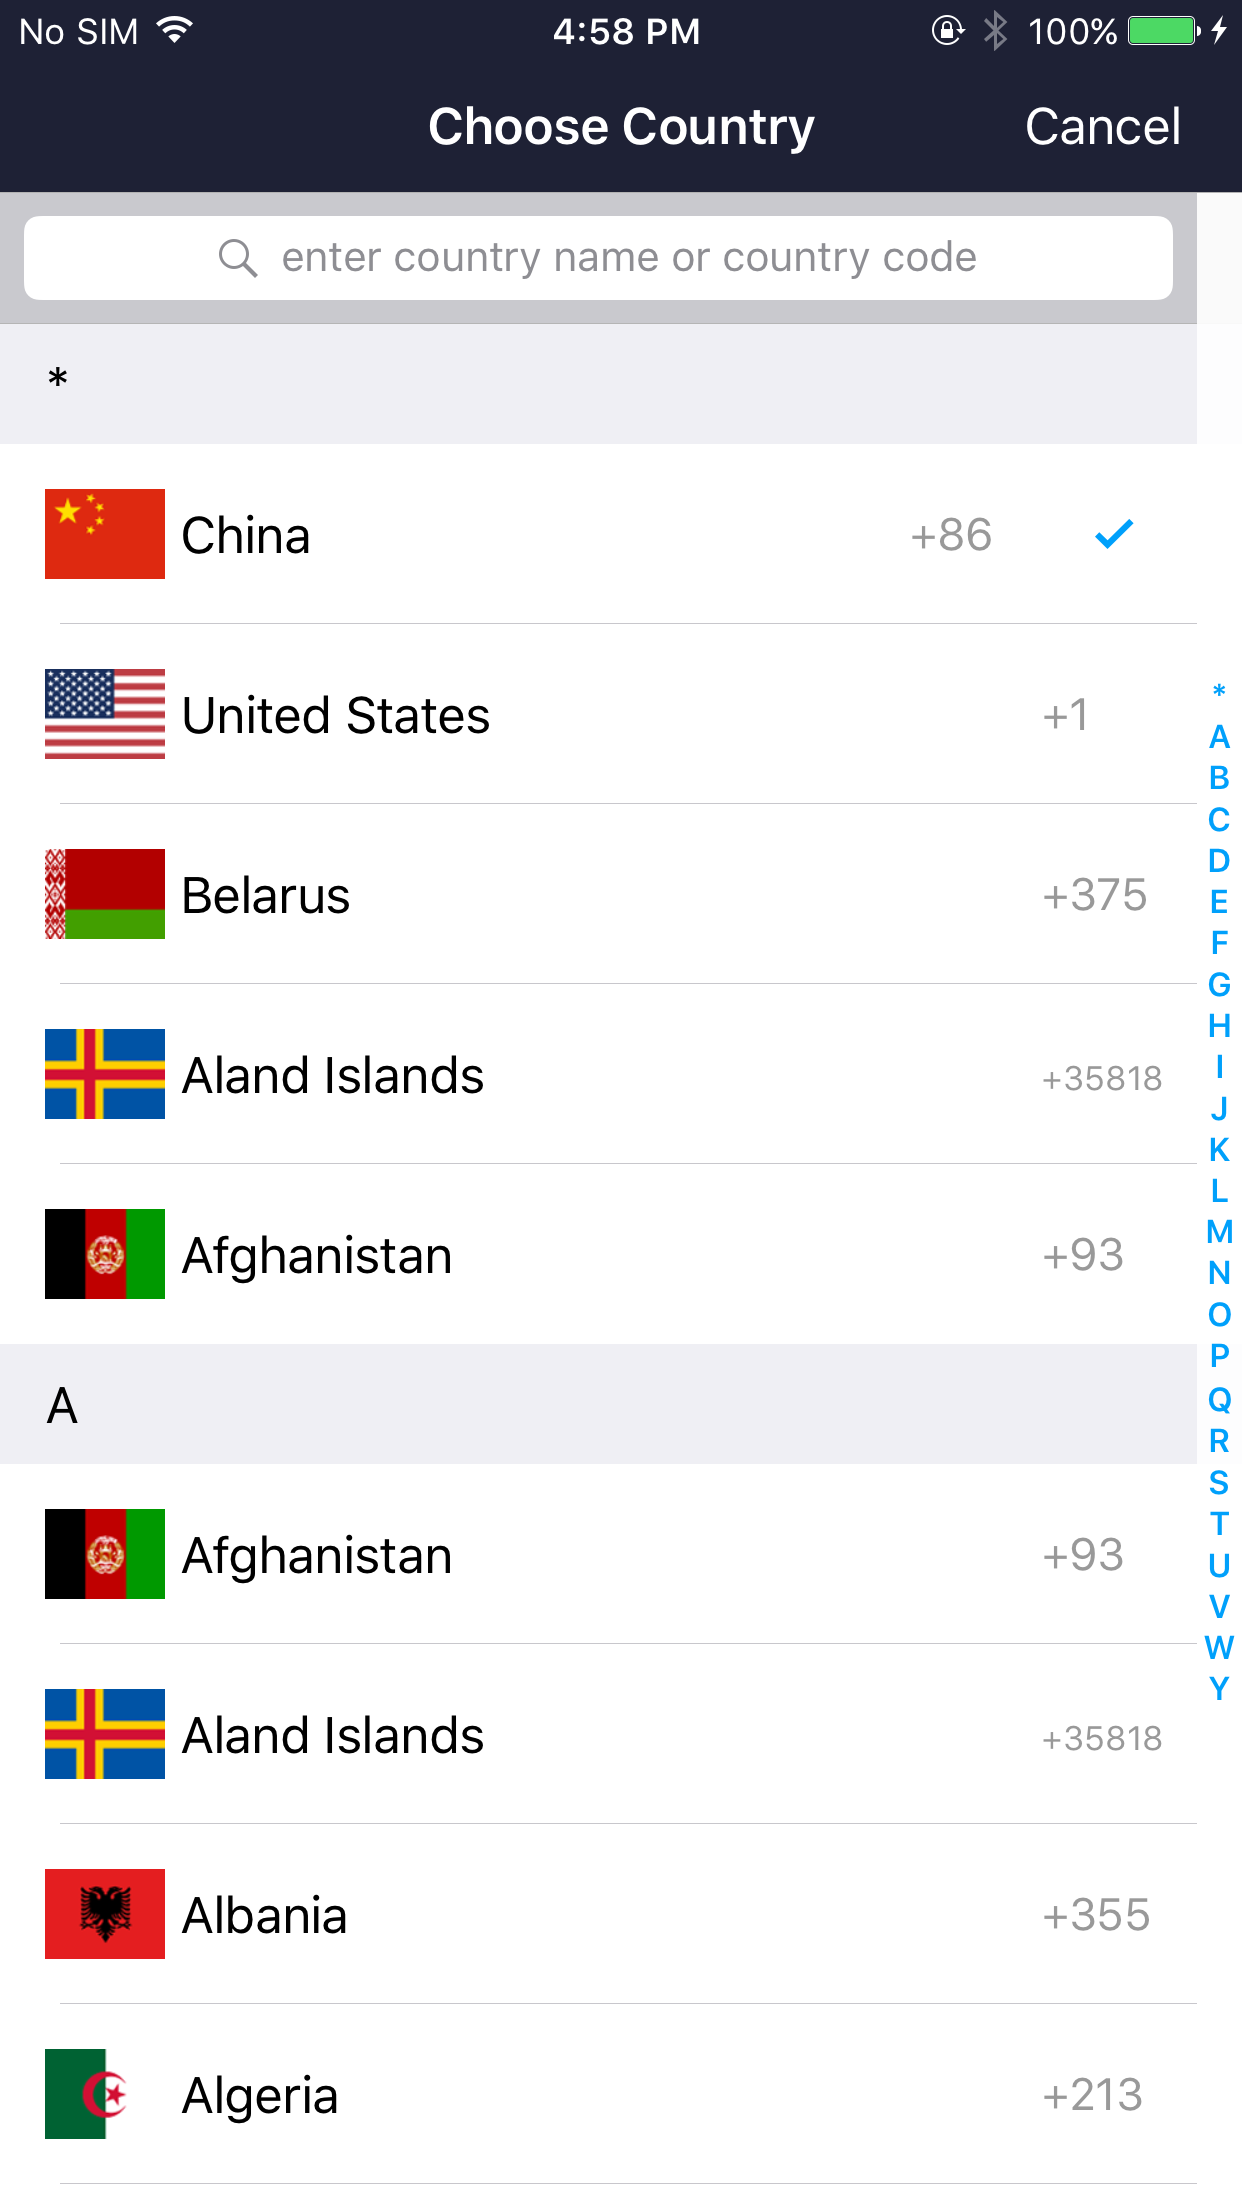 No SIM 4:58 PM 100%
Choose Country Cancel
enter country name or country code
*
China +86
United States +1
Belarus +375
Aland Islands +35818
Afghanistan +93
A
Afghanistan +93
Aland Islands +35818
Albania +355
Algeria +213
*
A
B
C
D
E
F
G
H
I
J
K
L
M
N
O
P
Q
R
S
T
U
V
W
Y